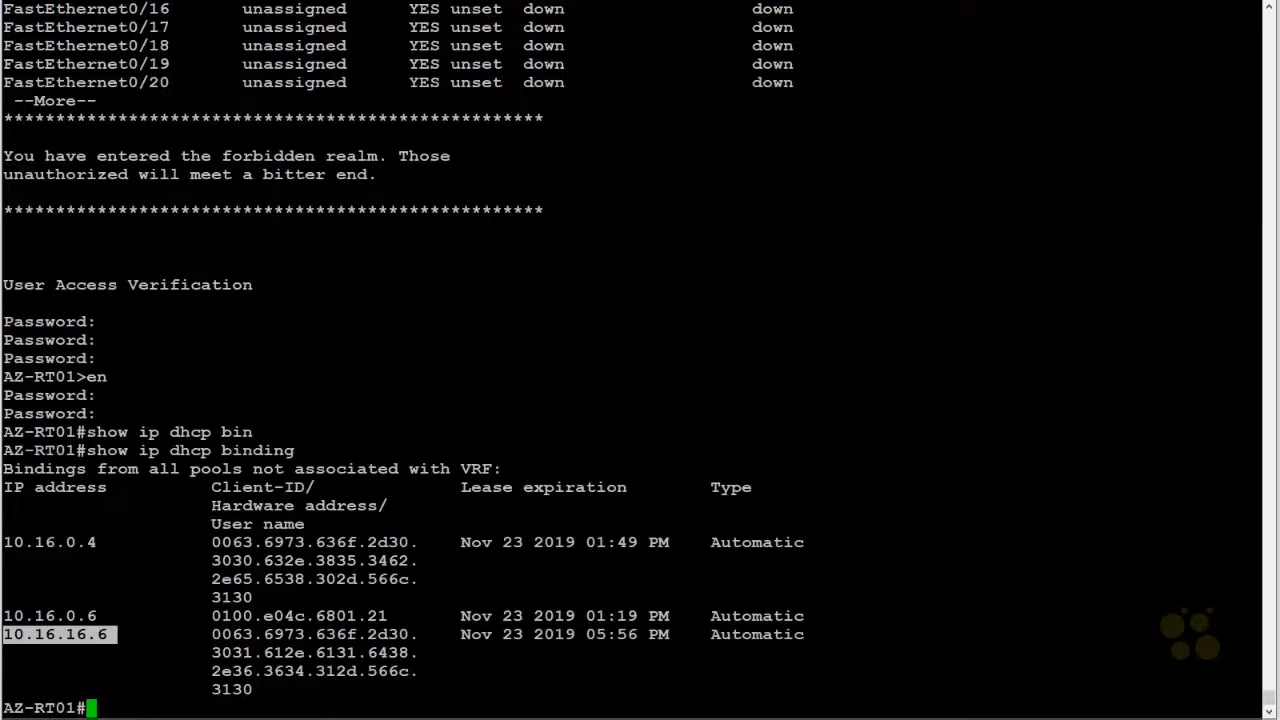 FastEthernet0/16       unassigned      YES unset  down                  down
FastEthernet0/17       unassigned      YES unset  down                  down
FastEthernet0/18       unassigned      YES unset  down                  down
FastEthernet0/19       unassigned      YES unset  down                  down
FastEthernet0/20       unassigned      YES unset  down                  down
 --More--
****************************************************
You have entered the forbidden realm. Those
unauthorized will meet a bitter end.
****************************************************
User Access Verification
Password:
Password:
Password:
AZ-RT01>en
Password:
Password:
AZ-RT01#show ip dhcp bin
AZ-RT01#show ip dhcp binding
Bindings from all pools not associated with VRF:
IP address          Client-ID/              Lease expiration        Type
                    Hardware address/
                    User name
10.16.0.4           0063.6973.636f.2d30.    Nov 23 2019 01:49 PM    Automatic
                    3030.632e.3835.3462.
                    2e65.6538.302d.566c.
                    3130
10.16.0.6           0100.e04c.6801.21       Nov 23 2019 01:19 PM    Automatic
10.16.16.6          0063.6973.636f.2d30.    Nov 23 2019 05:56 PM    Automatic
                    3031.612e.6131.6438.
                    2e36.3634.312d.566c.
                    3130
AZ-RT01#